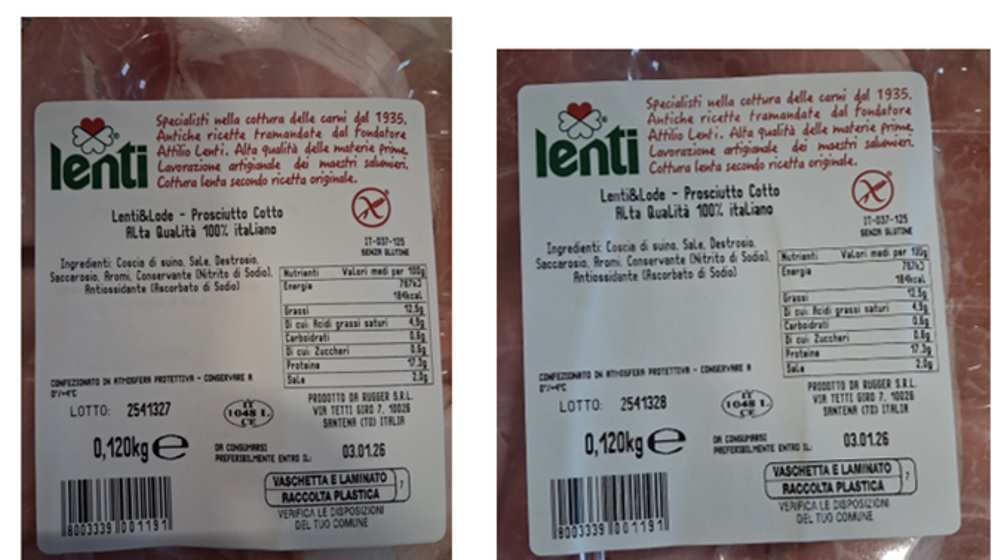 lenti
Specialisti nella cottura delle carni dal 1935.
Antiche ricette tramandate dal fondatore
Attilio Lenti. Alta qualità delle materie prime.
Lavorazione artigianale dei maestri salumieri.
Cottura lenta secondo ricetta originale.
Lenti&Lode - Prosciutto Cotto
Alta Qualità 100% italiano
IT-037-125
SENZA GLUTINE
Ingredienti: Coscia di suino, Sale, Destrosio,
Saccarosio, Aromi, Conservante (Nitrito di Sodio),
Antiossidante (Ascorbato di Sodio)
Nutrienti Valori medi per 100g
Energia 767kJ
184kcal
Grassi 12.5g
Di cui Acidi grassi saturi 4.9g
Carboidrati 0.6g
Di cui Zuccheri 0.6g
Proteine 17.3g
Sale 2.0g
CONFEZIONATO IN ATMOSFERA PROTETTIVA - CONSERVARE A
0°/+4°C
LOTTO: 2541327
IT
1048 L
CE
PRODOTTO DA RUGGER S.R.L.
VIA TETTI GIRO 7, 10026
SANTENA (TO) ITALIA
0,120kg e
DA CONSUMARSI
PREFERIBILMENTE ENTRO IL: 03.01.26
VASCHETTA E LAMINATO
RACCOLTA PLASTICA 7
VERIFICA LE DISPOSIZIONI
DEL TUO COMUNE
8003339 001191
lenti
Specialisti nella cottura delle carni dal 1935.
Antiche ricette tramandate dal fondatore
Attilio Lenti. Alta qualità delle materie prime.
Lavorazione artigianale dei maestri salumieri.
Cottura lenta secondo ricetta originale.
Lenti&Lode - Prosciutto Cotto
Alta Qualità 100% italiano
IT-037-125
SENZA GLUTINE
Ingredienti: Coscia di suino, Sale, Destrosio,
Saccarosio, Aromi, Conservante (Nitrito di Sodio),
Antiossidante (Ascorbato di Sodio)
Nutrienti Valori medi per 100g
Energia 767kJ
184kcal
Grassi 12.5g
Di cui Acidi grassi saturi 4.9g
Carboidrati 0.6g
Di cui Zuccheri 0.6g
Proteine 17.3g
Sale 2.0g
CONFEZIONATO IN ATMOSFERA PROTETTIVA - CONSERVARE A
0°/+4°C
LOTTO: 2541328
IT
1048 L
CE
PRODOTTO DA RUGGER S.R.L.
VIA TETTI GIRO 7, 10026
SANTENA (TO) ITALIA
0,120kg e
DA CONSUMARSI
PREFERIBILMENTE ENTRO IL: 03.01.26
VASCHETTA E LAMINATO
RACCOLTA PLASTICA 7
VERIFICA LE DISPOSIZIONI
DEL TUO COMUNE
8003339 001191